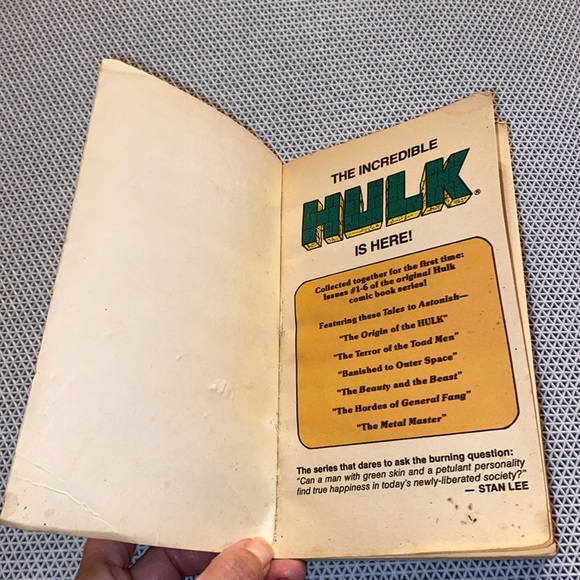 THE INCREDIBLE
HULK®
IS HERE!
Collected together for the first time:
Issues #1-6 of the original Hulk
comic book series!
Featuring these Tales to Astonish—
"The Origin of the HULK"
"The Terror of the Toad Men"
"Banished to Outer Space"
"The Beauty and the Beast"
"The Hordes of General Fang"
"The Metal Master"
The series that dares to ask the burning question:
"Can a man with green skin and a petulant personality
find true happiness in today's newly-liberated society?"
— STAN LEE